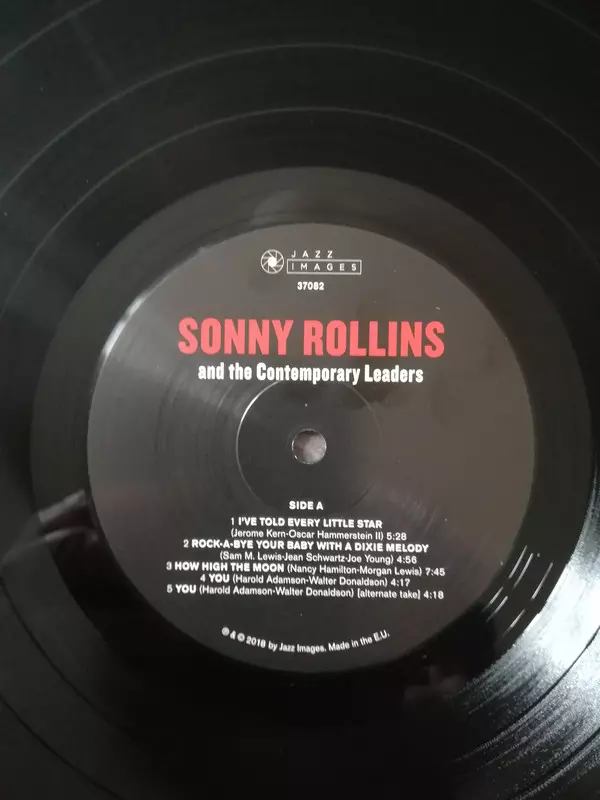 JAZZ
IMAGES
37082
SONNY ROLLINS
and the Contemporary Leaders
SIDE A
1 I'VE TOLD EVERY LITTLE STAR
(Jerome Kern-Oscar Hammerstein II) 5:28
2 ROCK-A-BYE YOUR BABY WITH A DIXIE MELODY
(Sam M. Lewis-Jean Schwartz-Joe Young) 4:56
3 HOW HIGH THE MOON (Nancy Hamilton-Morgan Lewis) 7:45
4 YOU (Harold Adamson-Walter Donaldson) 4:17
5 YOU (Harold Adamson-Walter Donaldson) [alternate take] 4:18
℗ & © 2018 by Jazz Images. Made in the E.U.